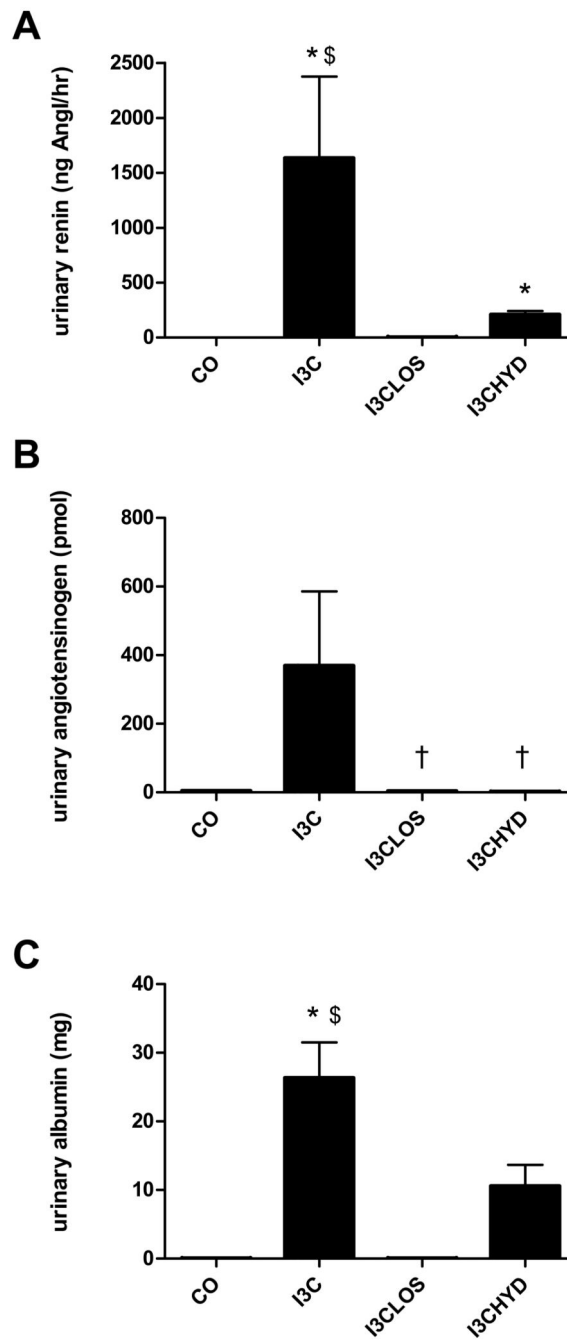 A
* $
2500
2000
1500
1000
500
0
*
urinary renin (ng AngI/hr)
CO
I3C
I3CLOS
I3CHYD
B
800
600
400
200
0
† †
urinary angiotensinogen (pmol)
CO
I3C
I3CLOS
I3CHYD
C
40
30
20
10
0
* $
urinary albumin (mg)
CO
I3C
I3CLOS
I3CHYD